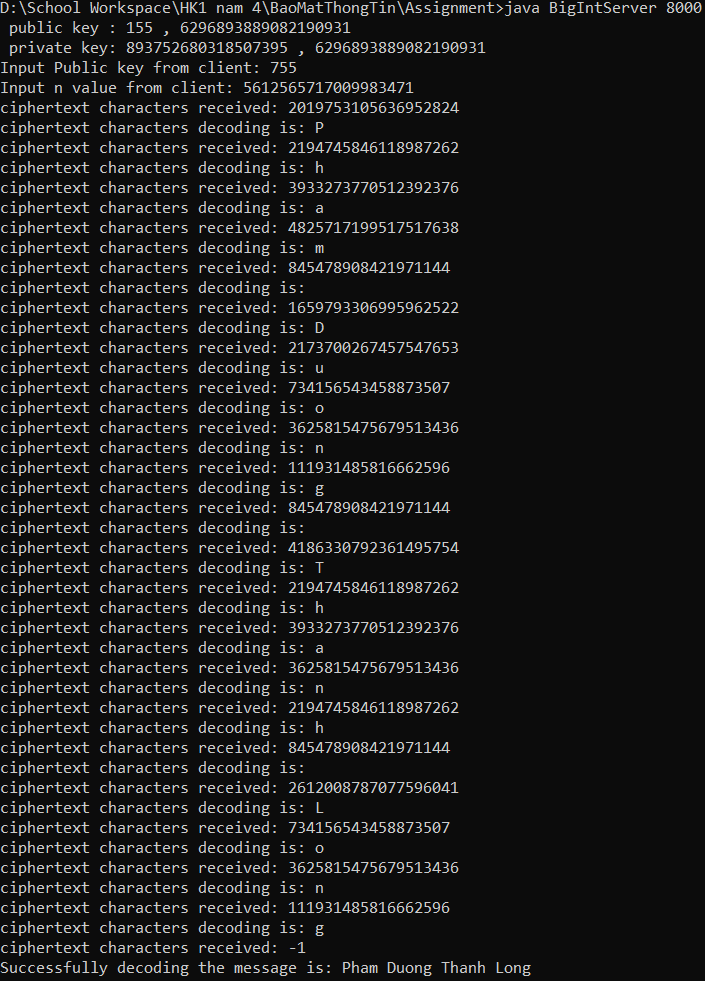 D:\School Workspace\HK1 nam 4\BaoMatThongTin\Assignment>java BigIntServer 8000
public key : 155 , 6296893889082190931
private key: 893752680318507395 , 6296893889082190931
Input Public key from client: 755
Input n value from client: 5612565717009983471
ciphertext characters received: 2019753105636952824
ciphertext characters decoding is: P
ciphertext characters received: 2194745846118987262
ciphertext characters decoding is: h
ciphertext characters received: 3933273770512392376
ciphertext characters decoding is: a
ciphertext characters received: 4825717199517517638
ciphertext characters decoding is: m
ciphertext characters received: 845478908421971144
ciphertext characters decoding is:
ciphertext characters received: 1659793306995962522
ciphertext characters decoding is: D
ciphertext characters received: 2173700267457547653
ciphertext characters decoding is: u
ciphertext characters received: 734156543458873507
ciphertext characters decoding is: o
ciphertext characters received: 3625815475679513436
ciphertext characters decoding is: n
ciphertext characters received: 111931485816662596
ciphertext characters decoding is: g
ciphertext characters received: 845478908421971144
ciphertext characters decoding is:
ciphertext characters received: 4186330792361495754
ciphertext characters decoding is: T
ciphertext characters received: 2194745846118987262
ciphertext characters decoding is: h
ciphertext characters received: 3933273770512392376
ciphertext characters decoding is: a
ciphertext characters received: 3625815475679513436
ciphertext characters decoding is: n
ciphertext characters received: 2194745846118987262
ciphertext characters decoding is: h
ciphertext characters received: 845478908421971144
ciphertext characters decoding is:
ciphertext characters received: 2612008787077596041
ciphertext characters decoding is: L
ciphertext characters received: 734156543458873507
ciphertext characters decoding is: o
ciphertext characters received: 3625815475679513436
ciphertext characters decoding is: n
ciphertext characters received: 111931485816662596
ciphertext characters decoding is: g
ciphertext characters received: -1
Successfully decoding the message is: Pham Duong Thanh Long